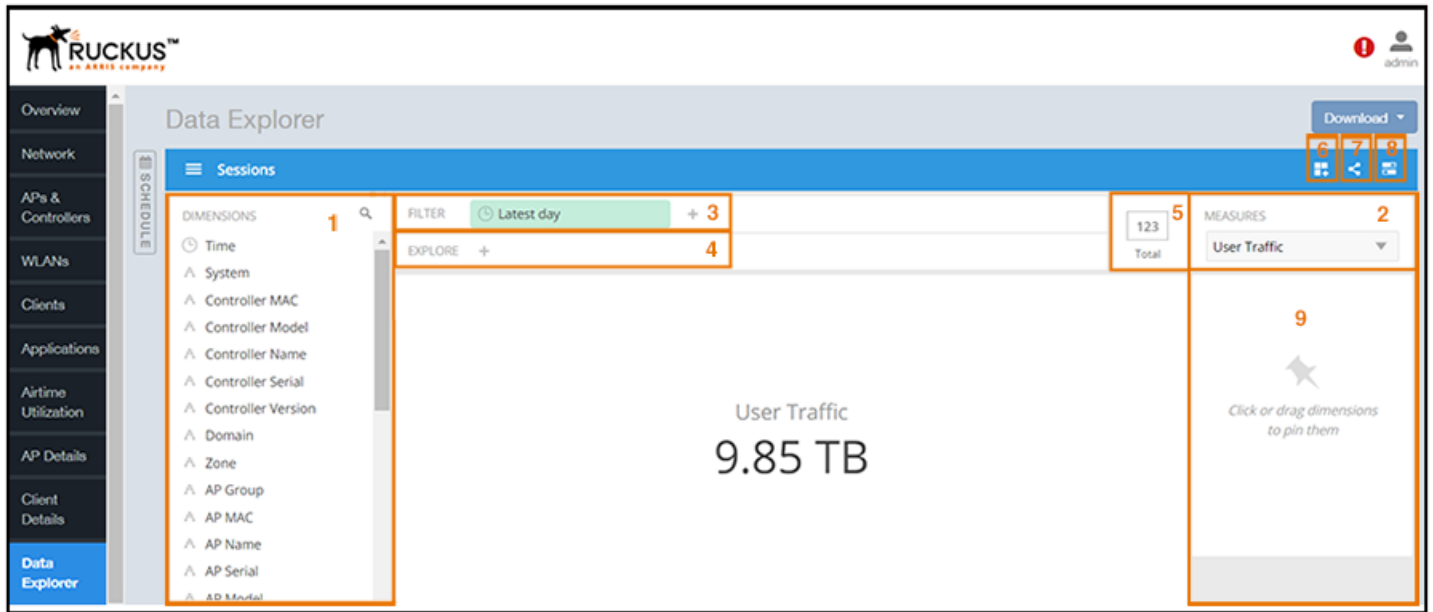 RUCKUS™
an ARRIS company
admin
Overview
Network
APs &
Controllers
WLANs
Clients
Applications
Airtime
Utilization
AP Details
Client
Details
Data
Explorer
SCHEDULE
Data Explorer
Download
Sessions
6 7 8
DIMENSIONS 1
Time
System
Controller MAC
Controller Model
Controller Name
Controller Serial
Controller Version
Domain
Zone
AP Group
AP MAC
AP Name
AP Serial
AP Model
FILTER Latest day + 3
EXPLORE + 4
5
123
Total
MEASURES 2
User Traffic
User Traffic
9.85 TB
9
Click or drag dimensions
to pin them